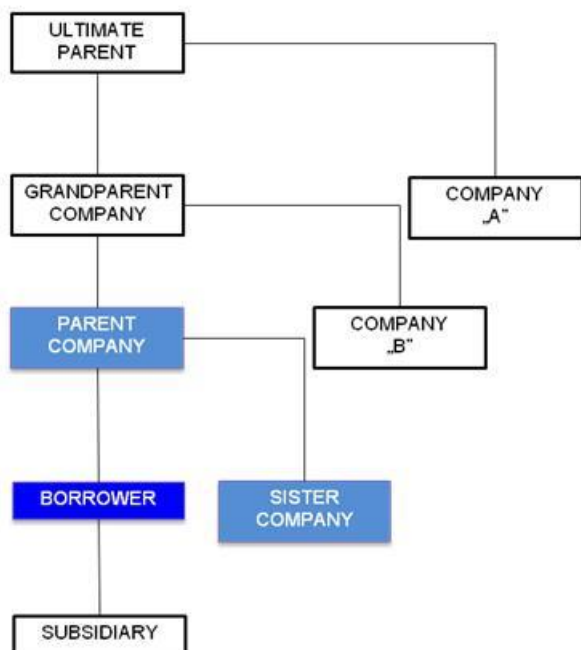 ULTIMATE
PARENT
GRANDPARENT
COMPANY
COMPANY
„A”
PARENT
COMPANY
COMPANY
„B”
BORROWER
SISTER
COMPANY
SUBSIDIARY